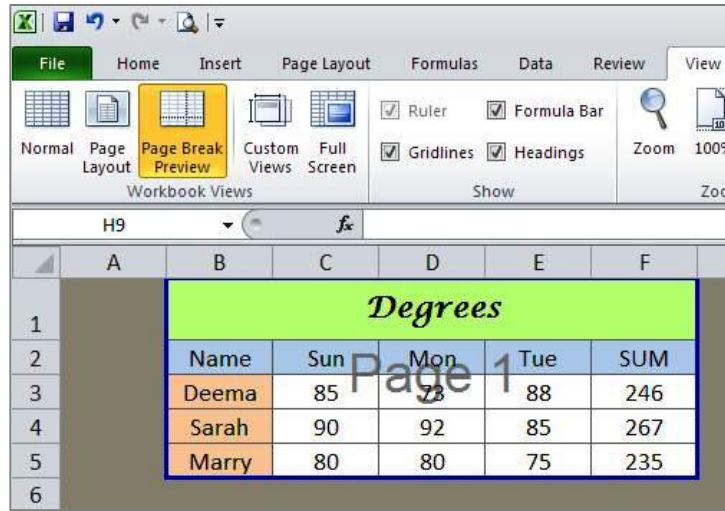 File Home Insert Page Layout Formulas Data Review View
Ruler Formula Bar
Gridlines Headings
Normal Page Layout Page Break Preview Custom Views Full Screen Zoom
Workbook Views Show
H9 fx
A B C D E F
1 Degrees
2 Name Sun Mon Tue SUM
Page 1
3 Deema 85 73 88 246
4 Sarah 90 92 85 267
5 Marry 80 80 75 235
6